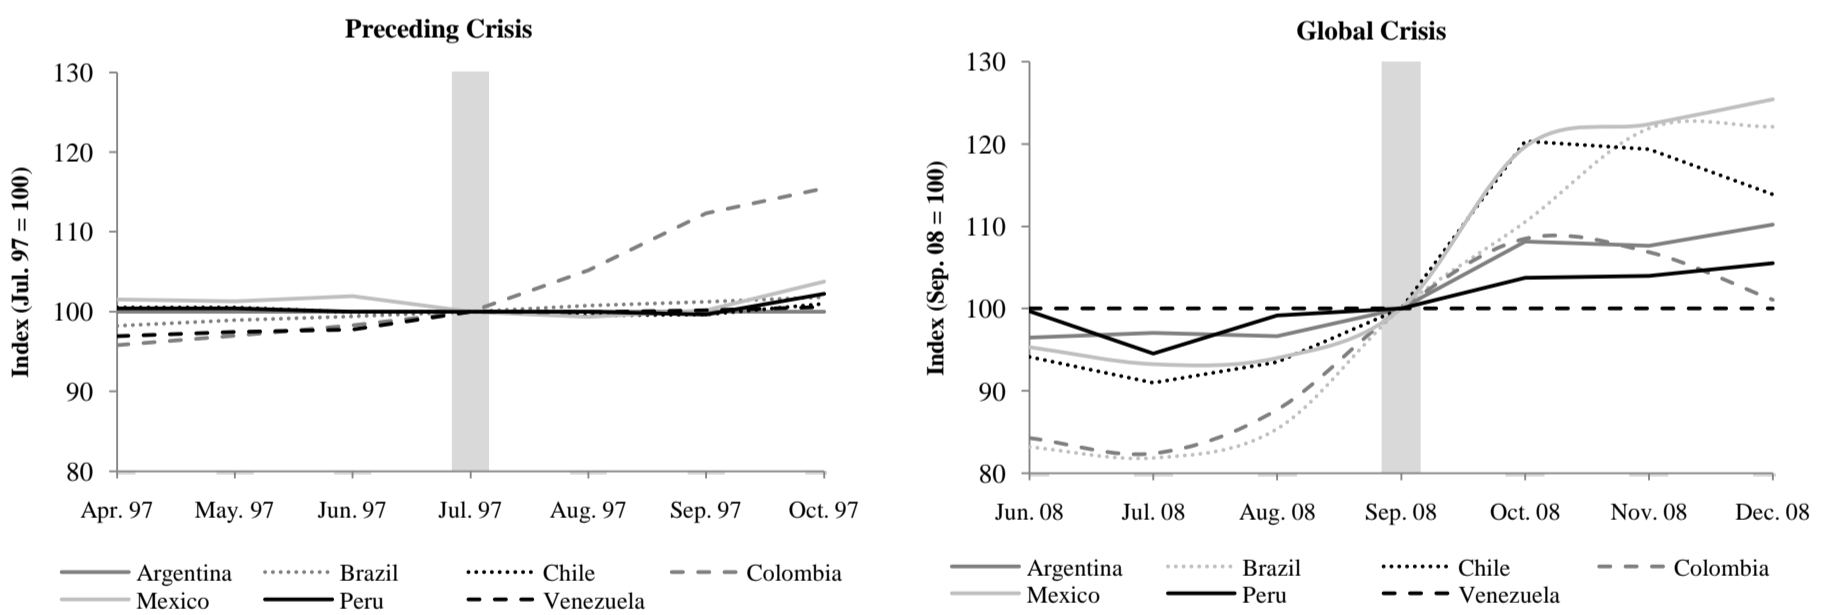 Preceding Crisis
Index (Jul. 97 = 100)
130
120
110
100
90
80
Apr. 97 May. 97 Jun. 97 Jul. 97 Aug. 97 Sep. 97 Oct. 97
Argentina Brazil Chile Colombia
Mexico Peru Venezuela
Global Crisis
Index (Sep. 08 = 100)
130
120
110
100
90
80
Jun. 08 Jul. 08 Aug. 08 Sep. 08 Oct. 08 Nov. 08 Dec. 08
Argentina Brazil Chile Colombia
Mexico Peru Venezuela